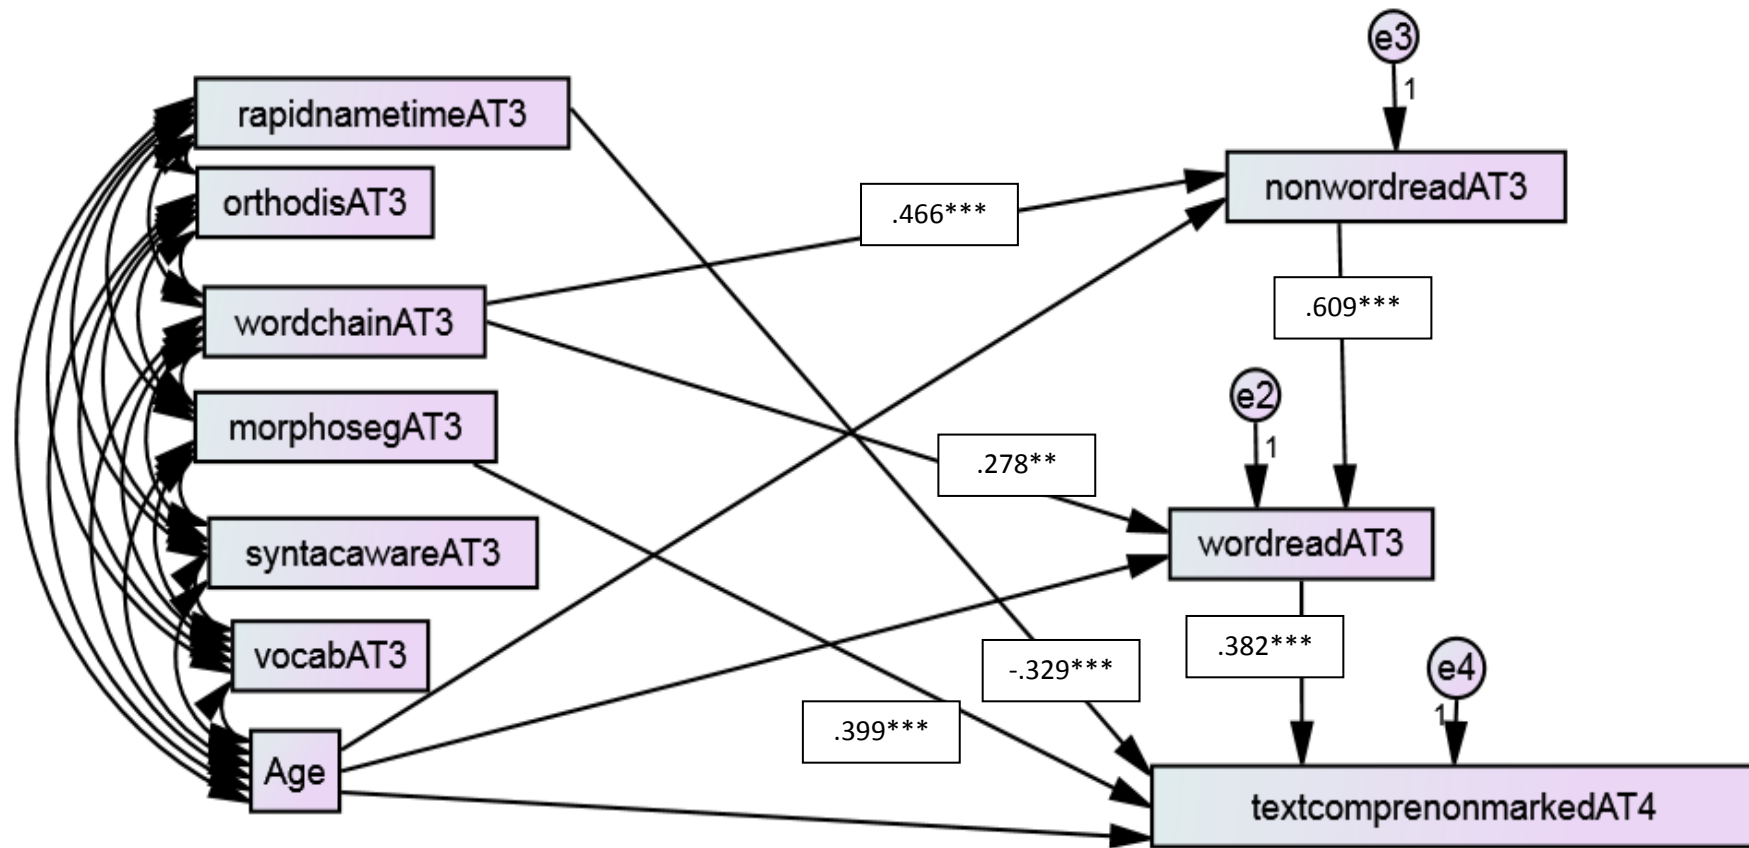 e3
1
rapidnametimeAT3
nonwordreadAT3
orthodisAT3
.466***
wordchainAT3
.609***
e2
1
morphosegAT3
.278**
syntacawareAT3
wordreadAT3
vocabAT3
-.329***
.382***
e4
1
.399***
Age
textcomprenonmarkedAT4